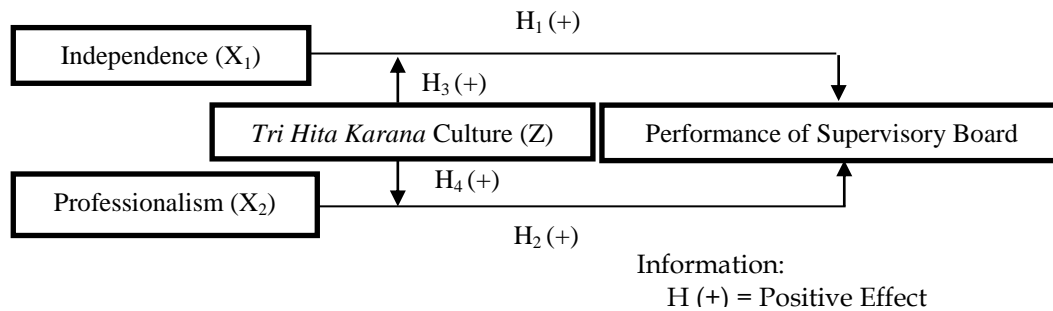 H₁ (+)
Independence (X₁)
H₃ (+)
Tri Hita Karana Culture (Z)
Performance of Supervisory Board
H₄ (+)
Professionalism (X₂)
H₂ (+)
Information:
H (+) = Positive Effect